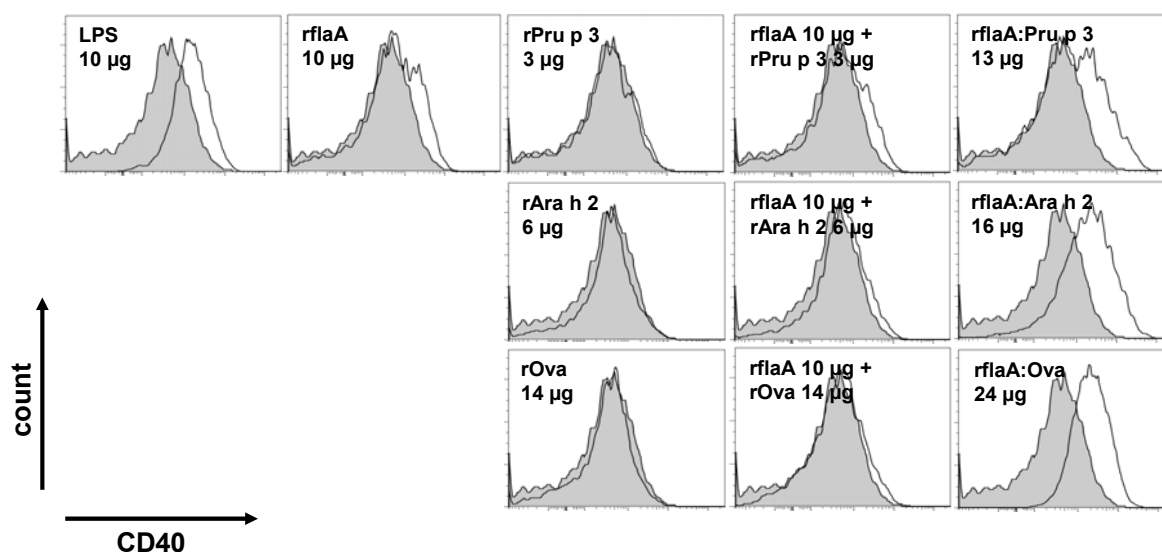 LPS
10 µg
rflaA
10 µg
rPru p 3
3 µg
rflaA 10 µg +
rPru p 3 3 µg
rflaA:Pru p 3
13 µg
rAra h 2
6 µg
rflaA 10 µg +
rAra h 2 6 µg
rflaA:Ara h 2
16 µg
rOva
14 µg
rflaA 10 µg +
rOva 14 µg
rflaA:Ova
24 µg
count
CD40